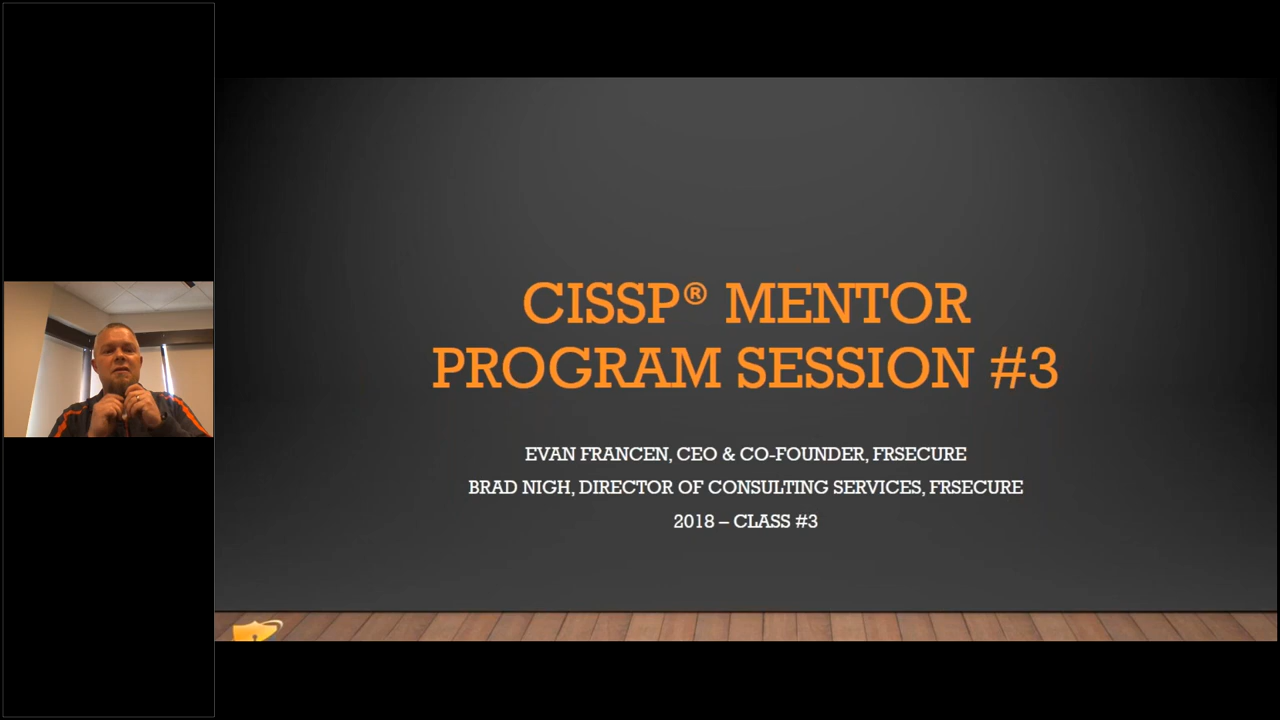 CISSP® MENTOR
PROGRAM SESSION #3
EVAN FRANCEN, CEO & CO-FOUNDER, FRSECURE
BRAD NIGH, DIRECTOR OF CONSULTING SERVICES, FRSECURE
2018 – CLASS #3